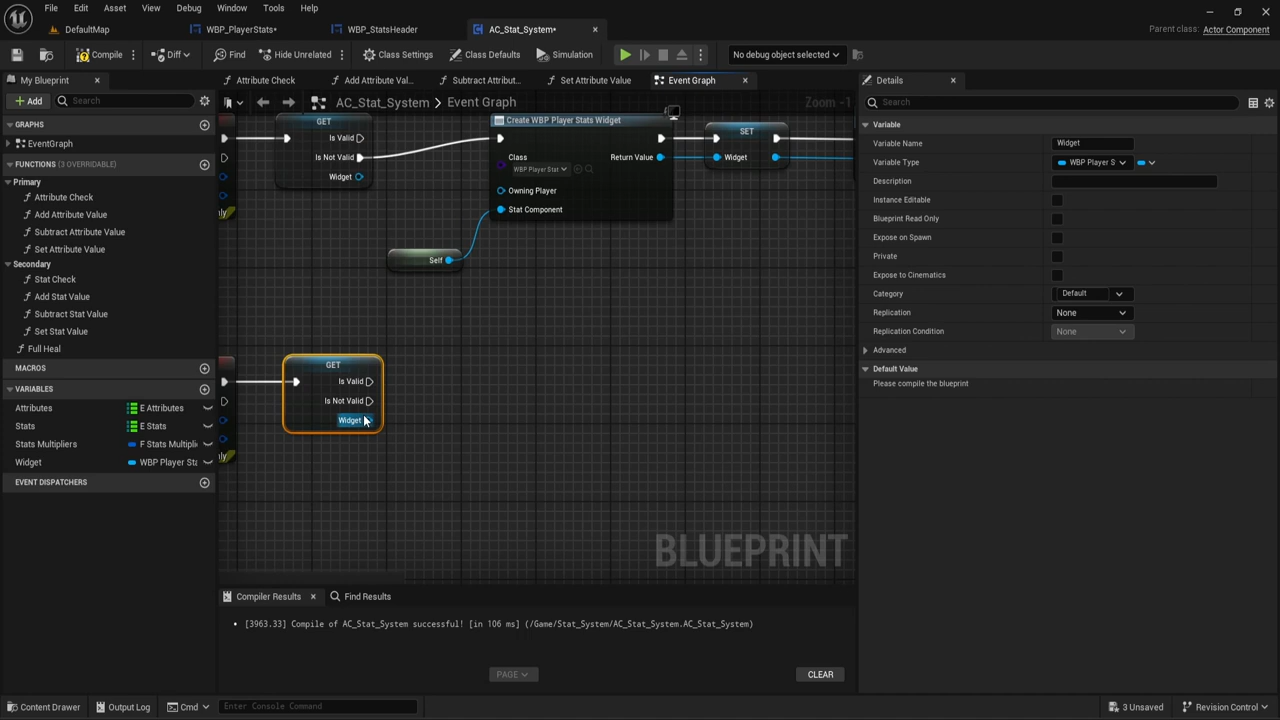 File Edit Asset View Debug Window Tools Help
DefaultMap WBP_PlayerStats* WBP_StatsHeader AC_Stat_System* Parent class: Actor Component
Compile Diff Find Hide Unrelated Class Settings Class Defaults Simulation No debug object selected
My Blueprint Attribute Check Add Attribute Val... Subtract Attribut... Set Attribute Value Event Graph Details
Add Search AC_Stat_System > Event Graph Zoom -1 Search
GRAPHS
EventGraph
FUNCTIONS (3 OVERRIDABLE)
Primary
Attribute Check
Add Attribute Value
Subtract Attribute Value
Set Attribute Value
Secondary
Stat Check
Add Stat Value
Subtract Stat Value
Set Stat Value
Full Heal
MACROS
VARIABLES
Attributes E Attributes
Stats E Stats
Stats Multipliers F Stats Multipli
Widget WBP Player Sta
EVENT DISPATCHERS
GET
Is Valid
Is Not Valid
Widget
Create WBP Player Stats Widget
Class Return Value
WBP Player Stat
Owning Player
Stat Component
SET
Widget
Self
GET
Is Valid
Is Not Valid
Widget
BLUEPRINT
Variable
Variable Name Widget
Variable Type WBP Player S
Description
Instance Editable
Blueprint Read Only
Expose on Spawn
Private
Expose to Cinematics
Category Default
Replication None
Replication Condition None
Advanced
Default Value
Please compile the blueprint
Compiler Results Find Results
[3963.33] Compile of AC_Stat_System successful! [in 106 ms] (/Game/Stat_System/AC_Stat_System.AC_Stat_System)
PAGE CLEAR
Content Drawer Output Log Cmd Enter Console Command 3 Unsaved Revision Control